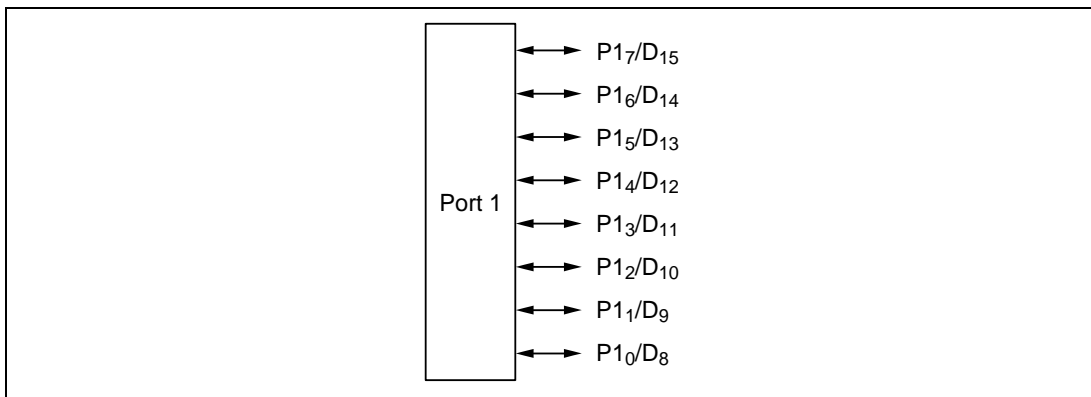 P1₇/D₁₅
P1₆/D₁₄
P1₅/D₁₃
P1₄/D₁₂
Port 1
P1₃/D₁₁
P1₂/D₁₀
P1₁/D₉
P1₀/D₈